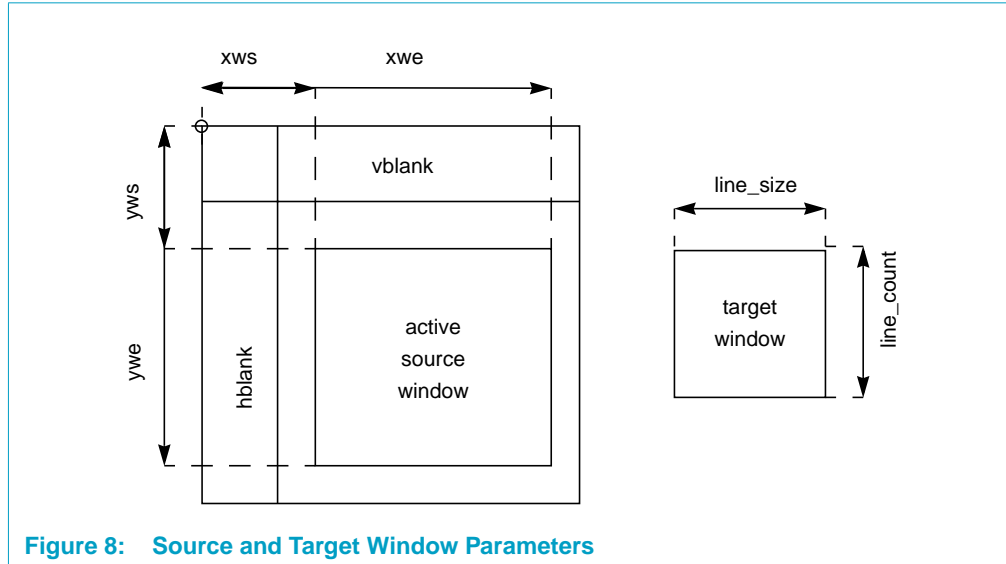 xws
xwe
yws
vblank
line_size
ywe
hblank
active
source
window
target
window
line_count
Figure 8: Source and Target Window Parameters